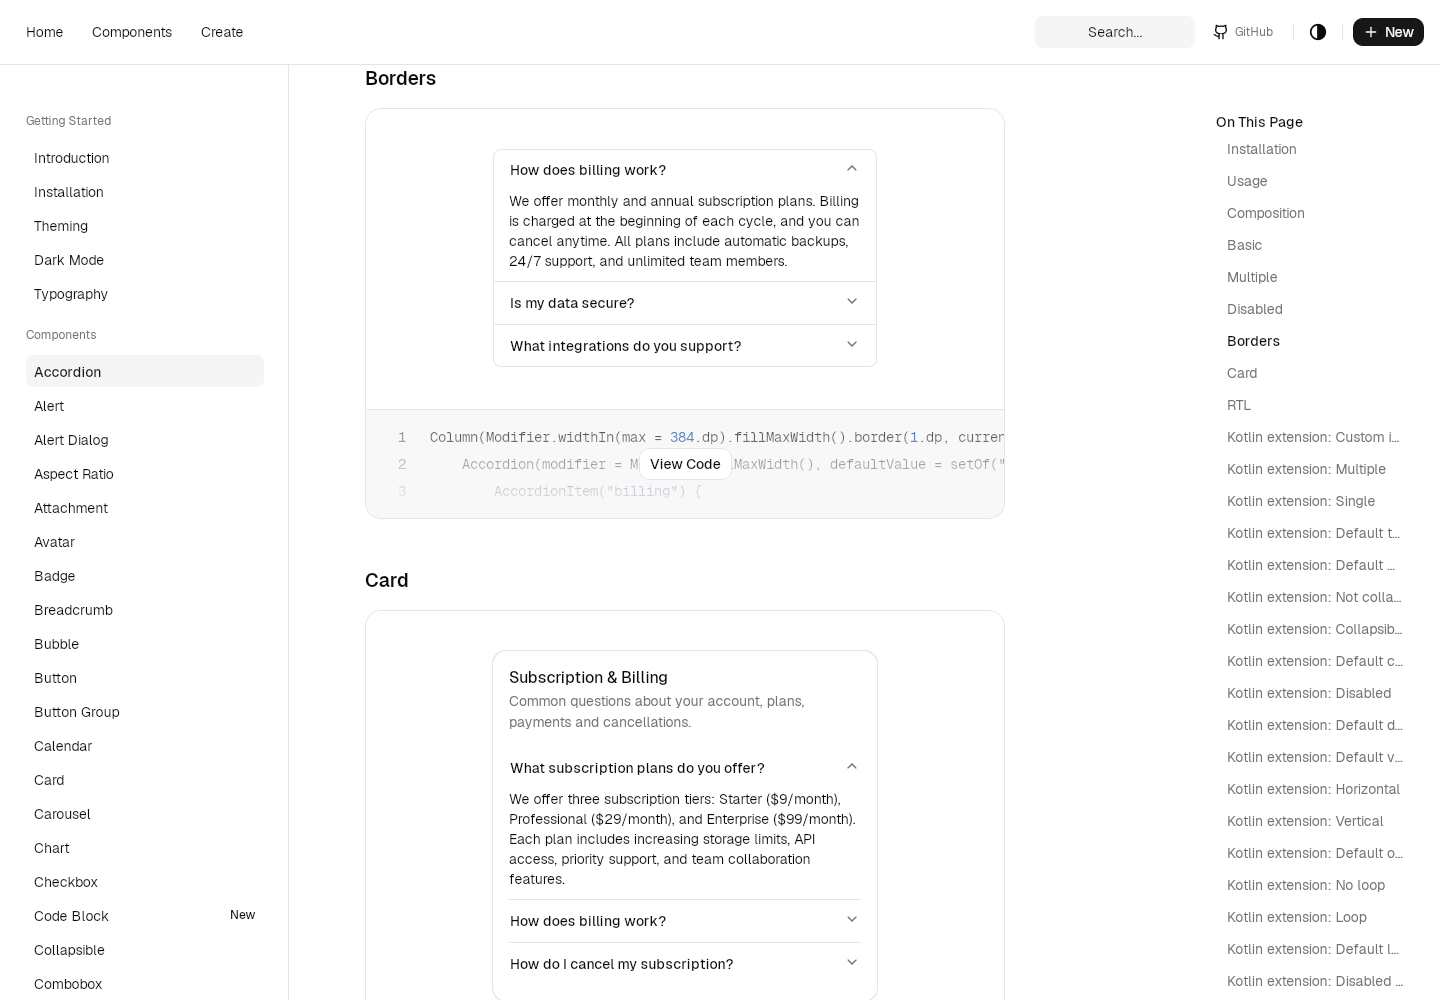 Home
Components
Create
Search...
GitHub
New
Getting Started
Introduction
Installation
Theming
Dark Mode
Typography
Components
Accordion
Alert
Alert Dialog
Aspect Ratio
Attachment
Avatar
Badge
Breadcrumb
Bubble
Button
Button Group
Calendar
Card
Carousel
Chart
Checkbox
Code Block
New
Collapsible
Combobox
Borders
How does billing work?
We offer monthly and annual subscription plans. Billing
is charged at the beginning of each cycle, and you can
cancel anytime. All plans include automatic backups,
24/7 support, and unlimited team members.
Is my data secure?
What integrations do you support?
1 Column(Modifier.widthIn(max = 384.dp).fillMaxWidth().border(1.dp, curren
2 Accordion(modifier = M
View Code
MaxWidth(), defaultValue = setOf("
3 AccordionItem("billing") {
Card
Subscription & Billing
Common questions about your account, plans,
payments and cancellations.
What subscription plans do you offer?
We offer three subscription tiers: Starter ($9/month),
Professional ($29/month), and Enterprise ($99/month).
Each plan includes increasing storage limits, API
access, priority support, and team collaboration
features.
How does billing work?
How do I cancel my subscription?
On This Page
Installation
Usage
Composition
Basic
Multiple
Disabled
Borders
Card
RTL
Kotlin extension: Custom i...
Kotlin extension: Multiple
Kotlin extension: Single
Kotlin extension: Default t...
Kotlin extension: Default ...
Kotlin extension: Not colla...
Kotlin extension: Collapsib...
Kotlin extension: Default c...
Kotlin extension: Disabled
Kotlin extension: Default d...
Kotlin extension: Default v...
Kotlin extension: Horizontal
Kotlin extension: Vertical
Kotlin extension: Default o...
Kotlin extension: No loop
Kotlin extension: Loop
Kotlin extension: Default l...
Kotlin extension: Disabled ...